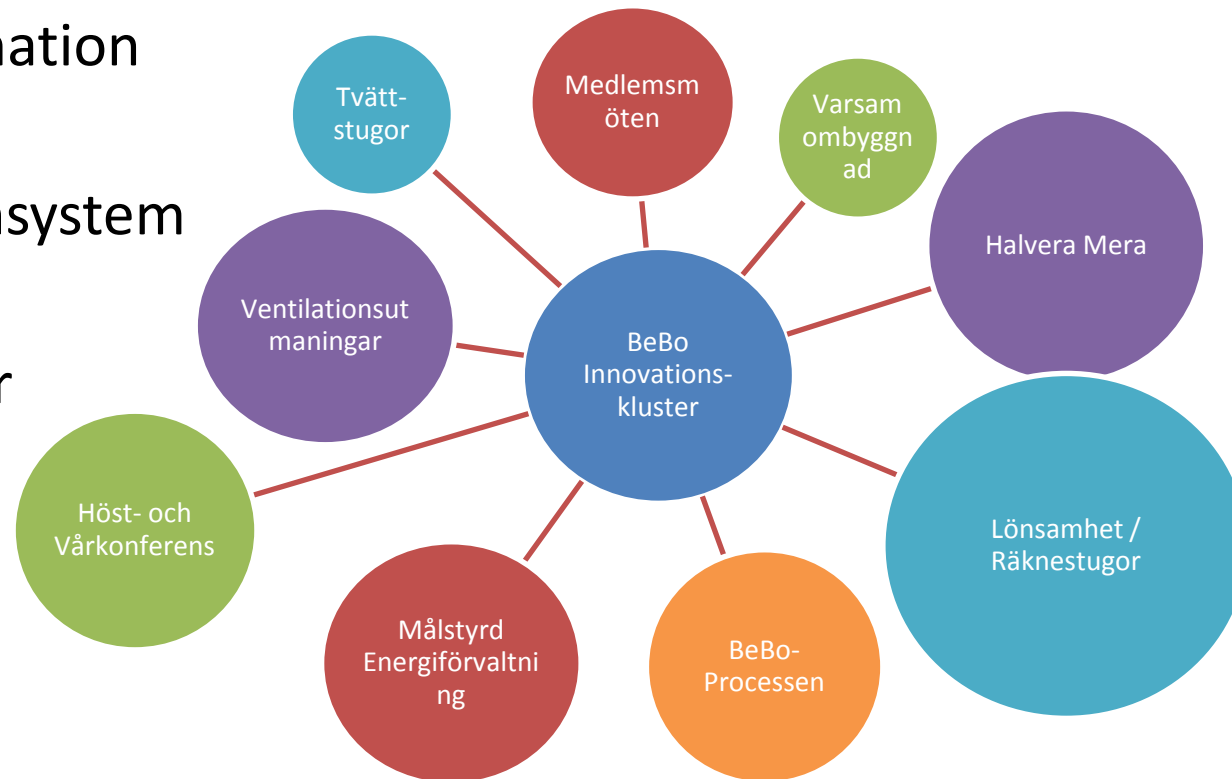 nation
nsystem
r
Tvätt-
stugor
Medlemsm
öten
Varsam
ombyggn
ad
Halvera Mera
Ventilationsut
maningar
BeBo
Innovations-
kluster
Höst- och
Vårkonferens
Lönsamhet /
Räknestugor
Målstyrd
Energiförvaltni
ng
BeBo-
Processen